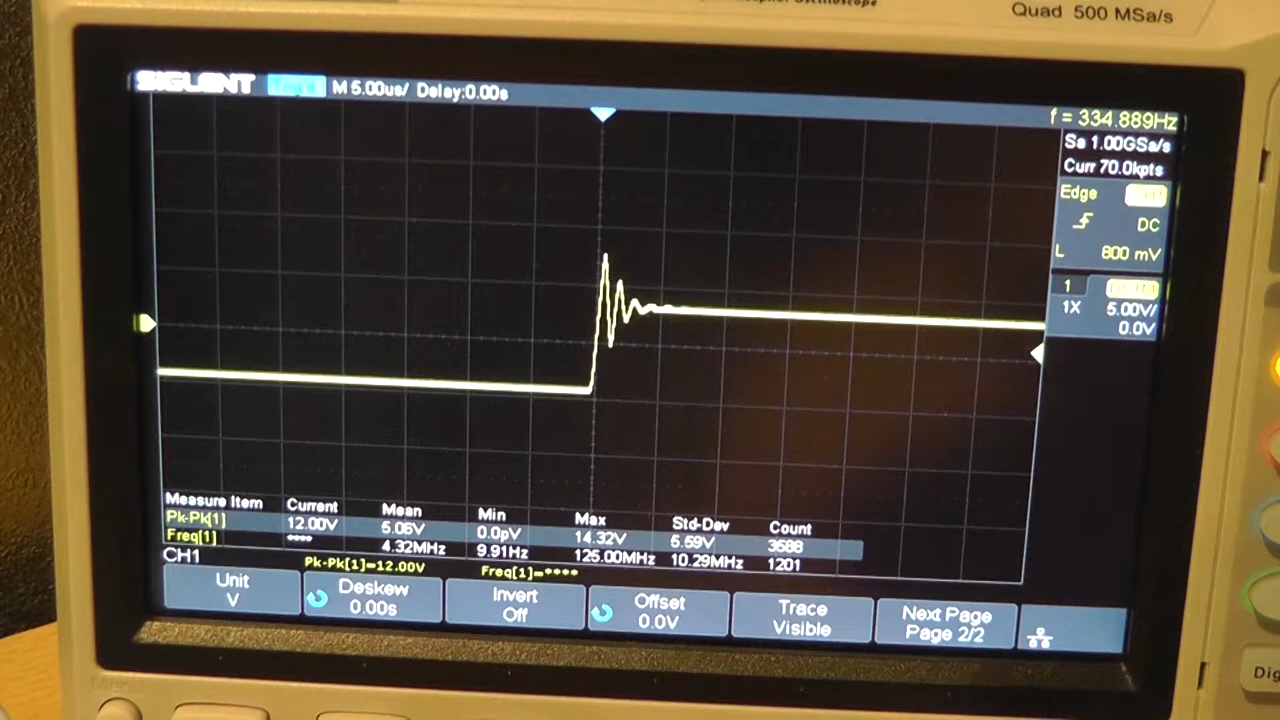 Oscilloscope
Quad 500 MSa/s
SIGLENT M 5.00us/ Delay:0.00s
f = 334.889Hz
Sa 1.00GSa/s
Curr 70.0kpts
Edge
DC
L 800 mV
1
1X 5.00V/
0.0V
Measure Item Current Mean Min Max Std-Dev Count
Pk-Pk[1] 12.00V 5.06V 0.0pV 14.32V 5.59V 3588
Freq[1] **** 4.32MHz 9.91Hz 125.00MHz 10.29MHz 1201
CH1 Pk-Pk[1]=12.00V Freq[1]=****
Unit Deskew Invert Offset Trace Next Page
V 0.00s Off 0.0V Visible Page 2/2
Dig